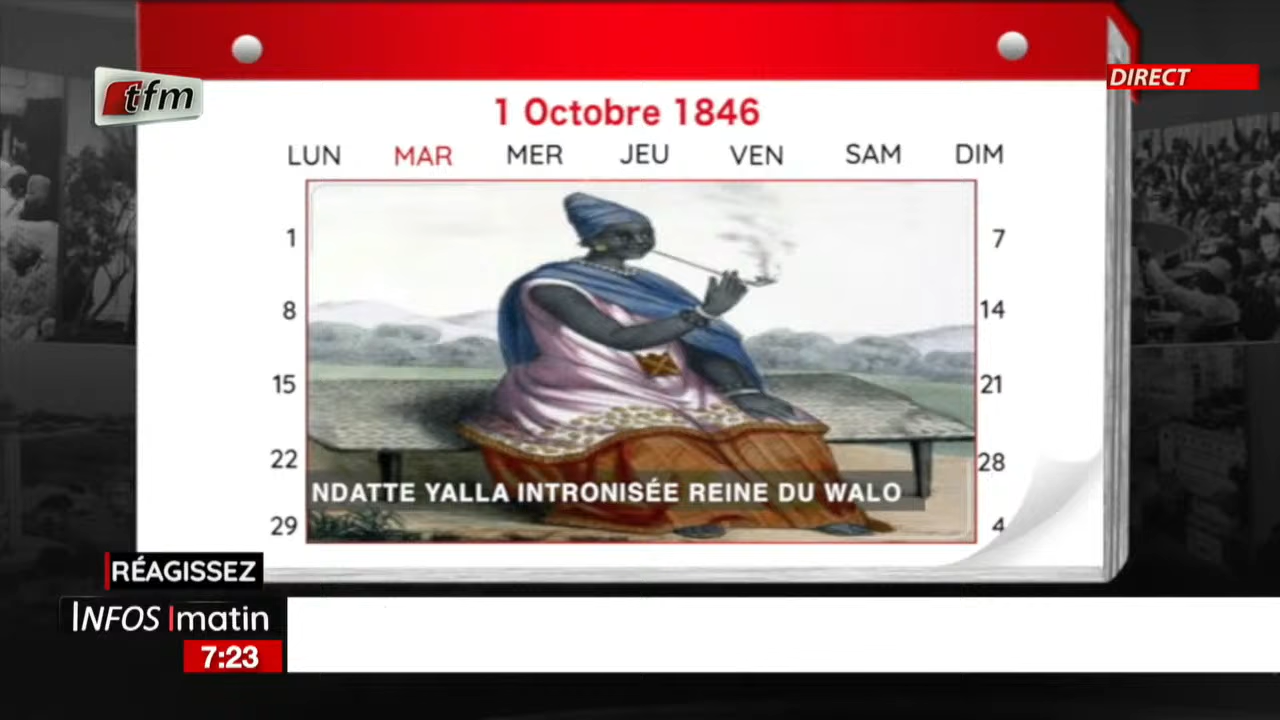 tfm
DIRECT
1 Octobre 1846
LUN MAR MER JEU VEN SAM DIM
1 7
8 14
15 21
22 28
29 4
NDATTE YALLA INTRONISÉE REINE DU WALO
RÉAGISSEZ
INFOS matin
7:23